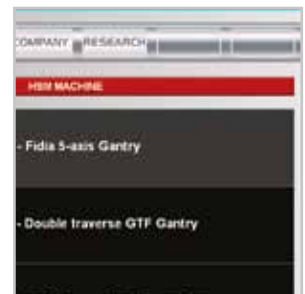 COMPANY RESEARCH
HSM MACHINE
- Fidia 5-axis Gantry
- Double traverse GTF Gantry